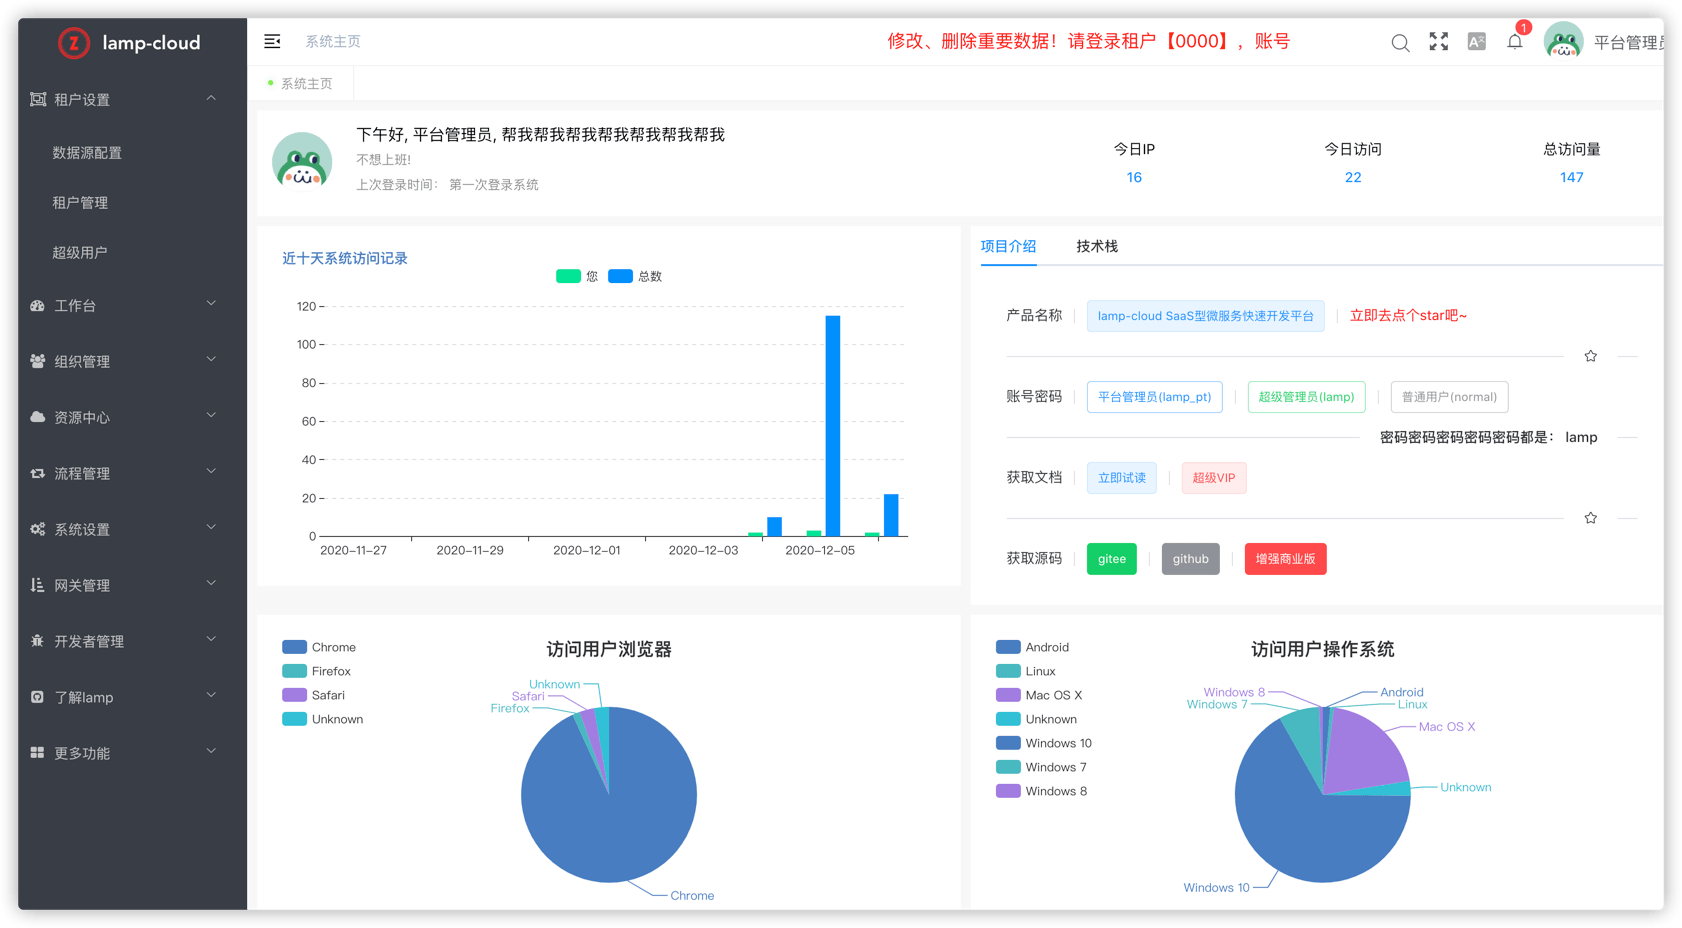 lamp-cloud
系统主页
修改、删除重要数据！请登录租户【0000】，账号
1
平台管理员
租户设置
数据源配置
租户管理
超级用户
工作台
组织管理
资源中心
流程管理
系统设置
网关管理
开发者管理
了解lamp
更多功能
系统主页
下午好, 平台管理员, 帮我帮我帮我帮我帮我帮我帮我
不想上班!
上次登录时间： 第一次登录系统
今日IP
16
今日访问
22
总访问量
147
近十天系统访问记录
您 总数
120
100
80
60
40
20
0
2020-11-27 2020-11-29 2020-12-01 2020-12-03 2020-12-05
项目介绍 技术栈
产品名称 lamp-cloud SaaS型微服务快速开发平台 立即去点个star吧~
账号密码 平台管理员(lamp_pt) 超级管理员(lamp) 普通用户(normal)
密码密码密码密码密码都是： lamp
获取文档 立即试读 超级VIP
获取源码 gitee github 增强商业版
访问用户浏览器
Chrome
Firefox
Safari
Unknown
Unknown
Safari
Firefox
Chrome
访问用户操作系统
Android
Linux
Mac OS X
Unknown
Windows 10
Windows 7
Windows 8
Windows 8
Windows 7
Android
Linux
Mac OS X
Unknown
Windows 10